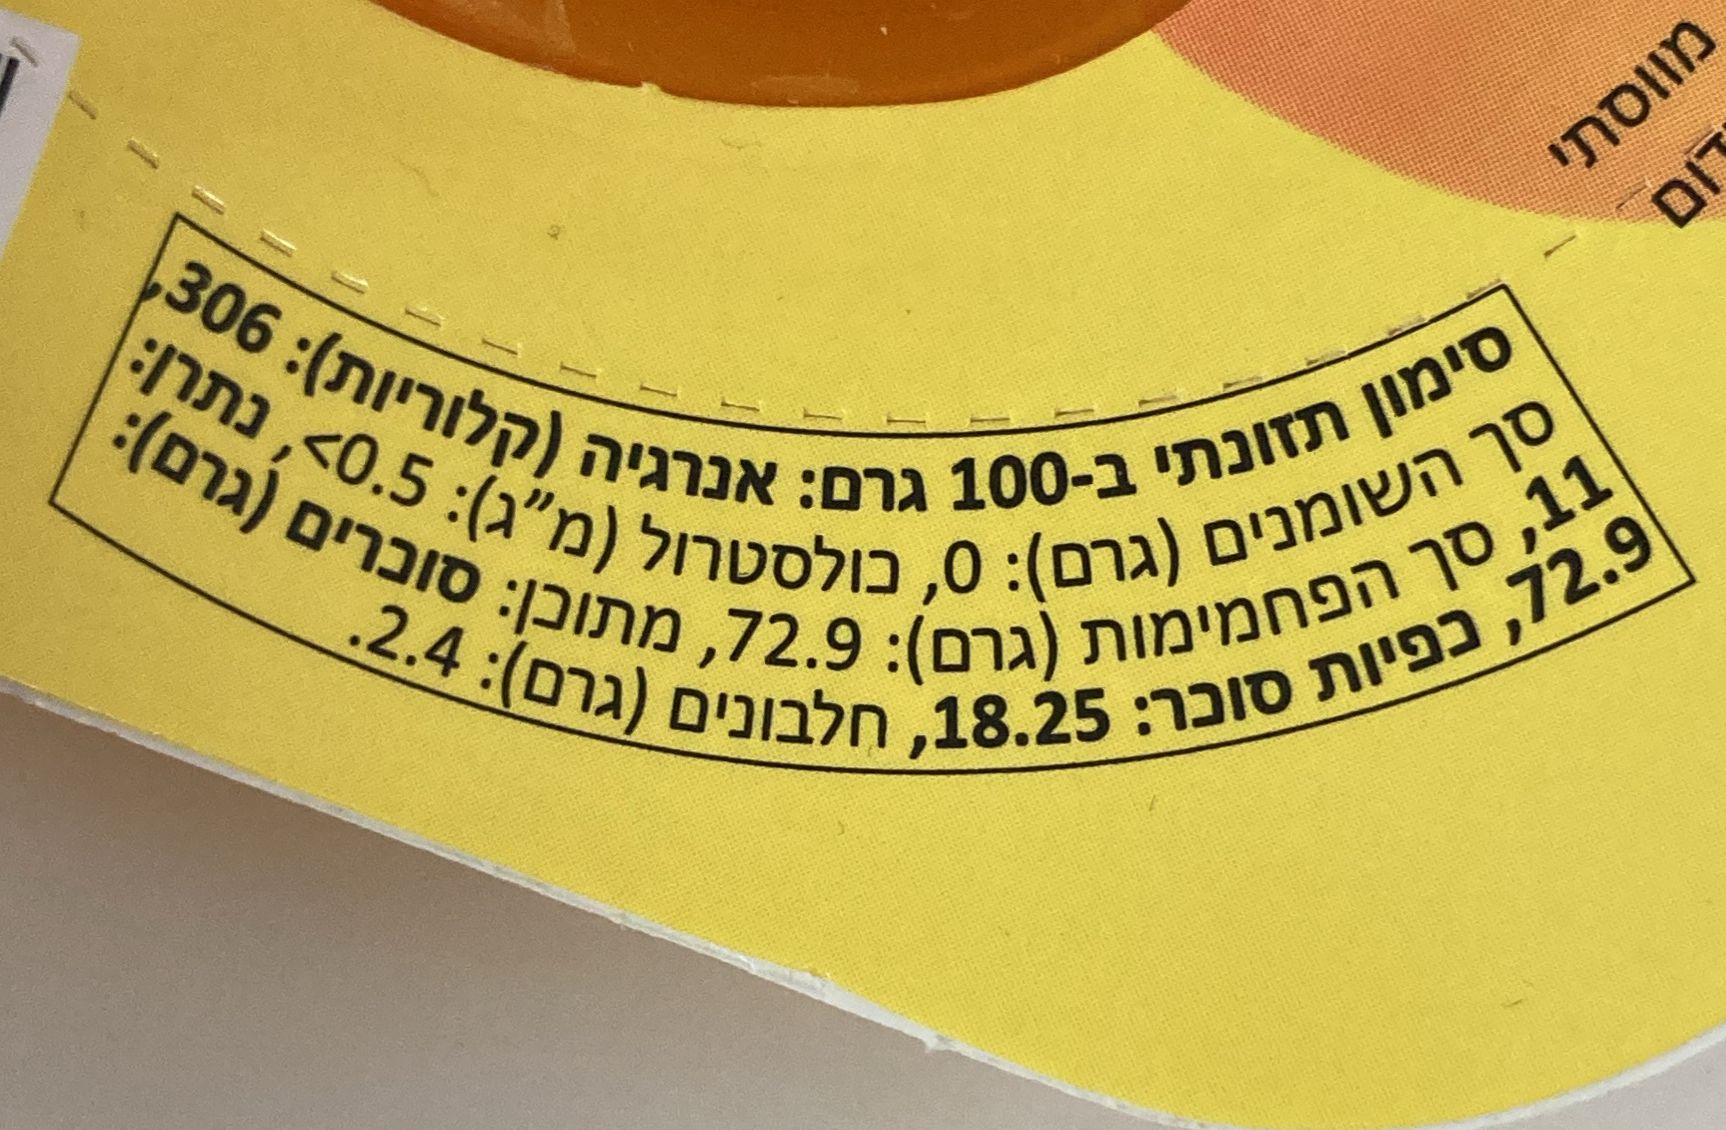 סימון תזונתי ב-100 גרם: אנרגיה (קלוריות): 306,
סך השומנים (גרם): 0, כולסטרול (מ"ג): 0.5>, נתרן:
11, סך הפחמימות (גרם): 72.9, מתוכן: סוכרים (גרם):
72.9, כפיות סוכר: 18.25, חלבונים (גרם): 2.4.
מווסתי